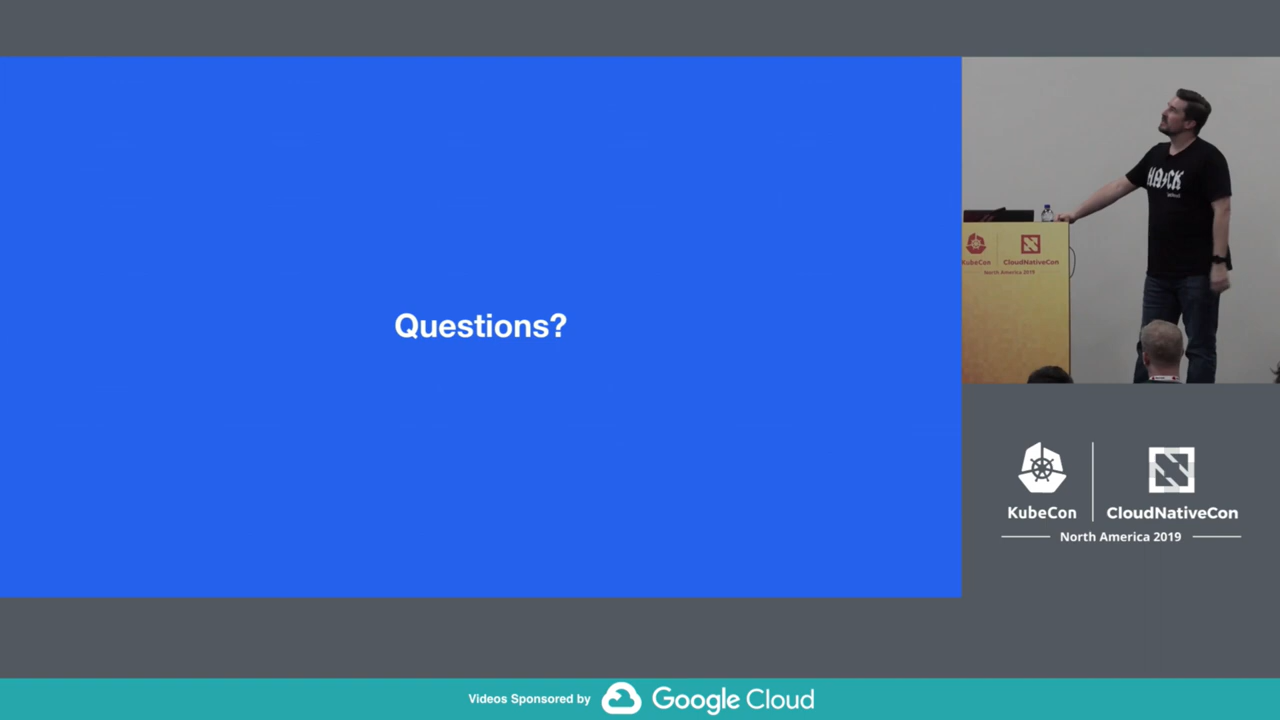 Questions?
HACK
KubeCon
CloudNativeCon
North America 2019
KubeCon
CloudNativeCon
North America 2019
Videos Sponsored by
Google Cloud